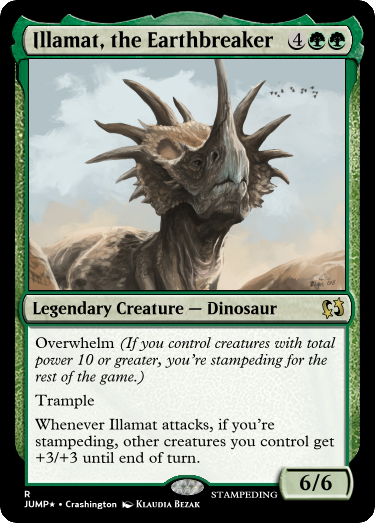 Illamat, the Earthbreaker 4
Legendary Creature — Dinosaur
Overwhelm (If you control creatures with total
power 10 or greater, you're stampeding for the
rest of the game.)
Trample
Whenever Illamat attacks, if you're
stampeding, other creatures you control get
+3/+3 until end of turn.
6/6
R
STAMPEDING
JUMP★ • Crashington Klaudia Bezak